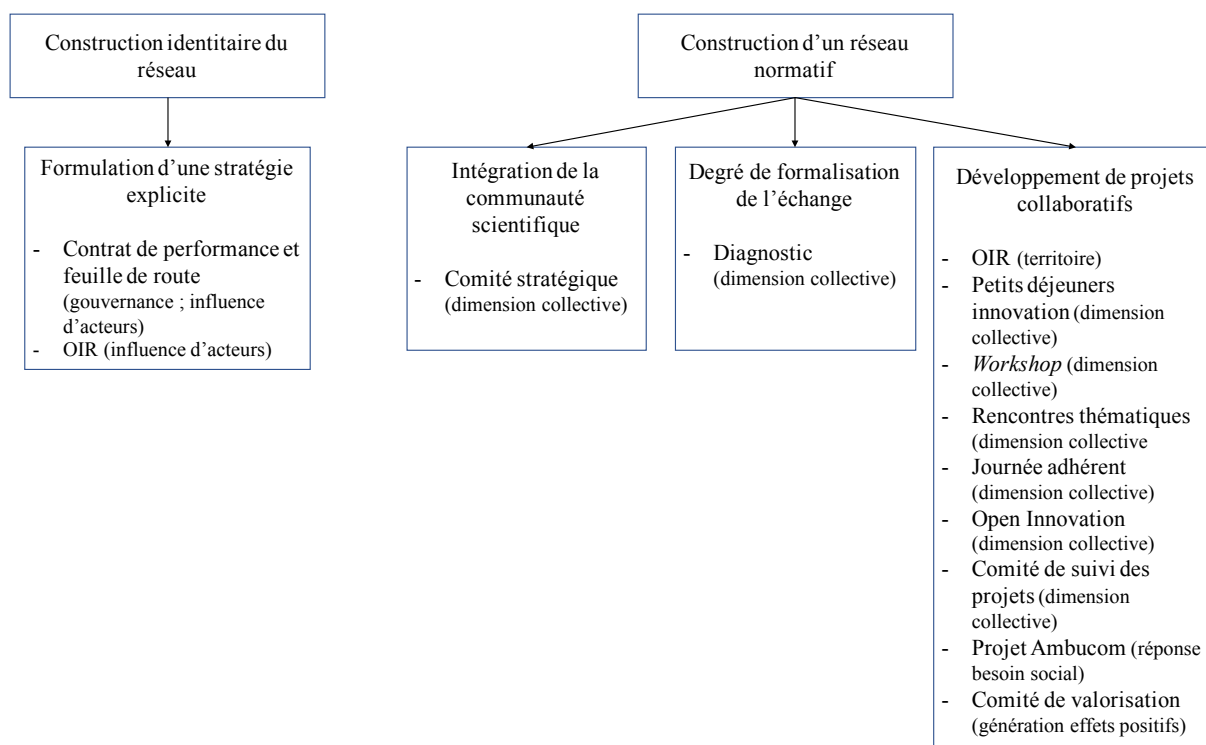 Construction identitaire du
réseau
Construction d’un réseau
normatif
Formulation d’une stratégie
explicite
- Contrat de performance et
feuille de route
(gouvernance ; influence
d’acteurs)
- OIR (influence d’acteurs)
Intégration de la
communauté
scientifique
- Comité stratégique
(dimension collective)
Degré de formalisation
de l’échange
- Diagnostic
(dimension collective)
Développement de projets
collaboratifs
- OIR (territoire)
- Petits déjeuners
innovation (dimension
collective)
- Workshop (dimension
collective)
- Rencontres thématiques
(dimension collective
- Journée adhérent
(dimension collective)
- Open Innovation
(dimension collective)
- Comité de suivi des
projets (dimension
collective)
- Projet Ambucom (réponse
besoin social)
- Comité de valorisation
(génération effets positifs)